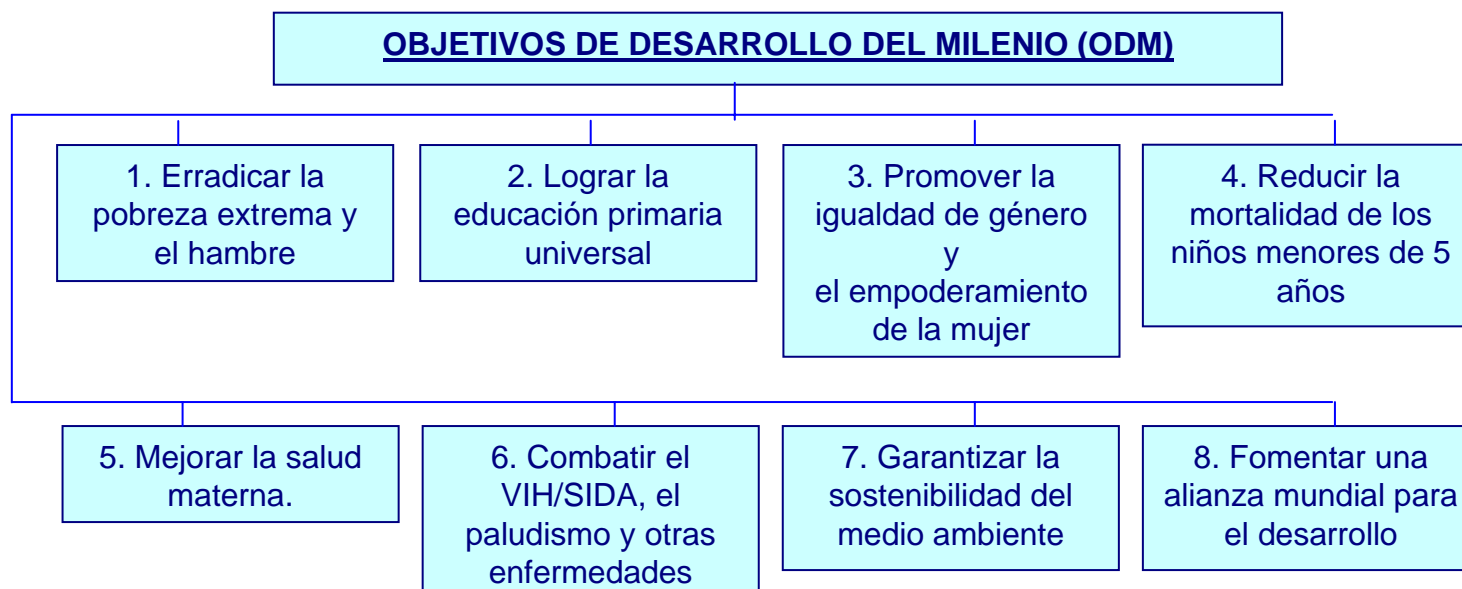 OBJETIVOS DE DESARROLLO DEL MILENIO (ODM)
1. Erradicar la
pobreza extrema y
el hambre
2. Lograr la
educación primaria
universal
3. Promover la
igualdad de género
y
el empoderamiento
de la mujer
4. Reducir la
mortalidad de los
niños menores de 5
años
5. Mejorar la salud
materna.
6. Combatir el
VIH/SIDA, el
paludismo y otras
enfermedades
7. Garantizar la
sostenibilidad del
medio ambiente
8. Fomentar una
alianza mundial para
el desarrollo